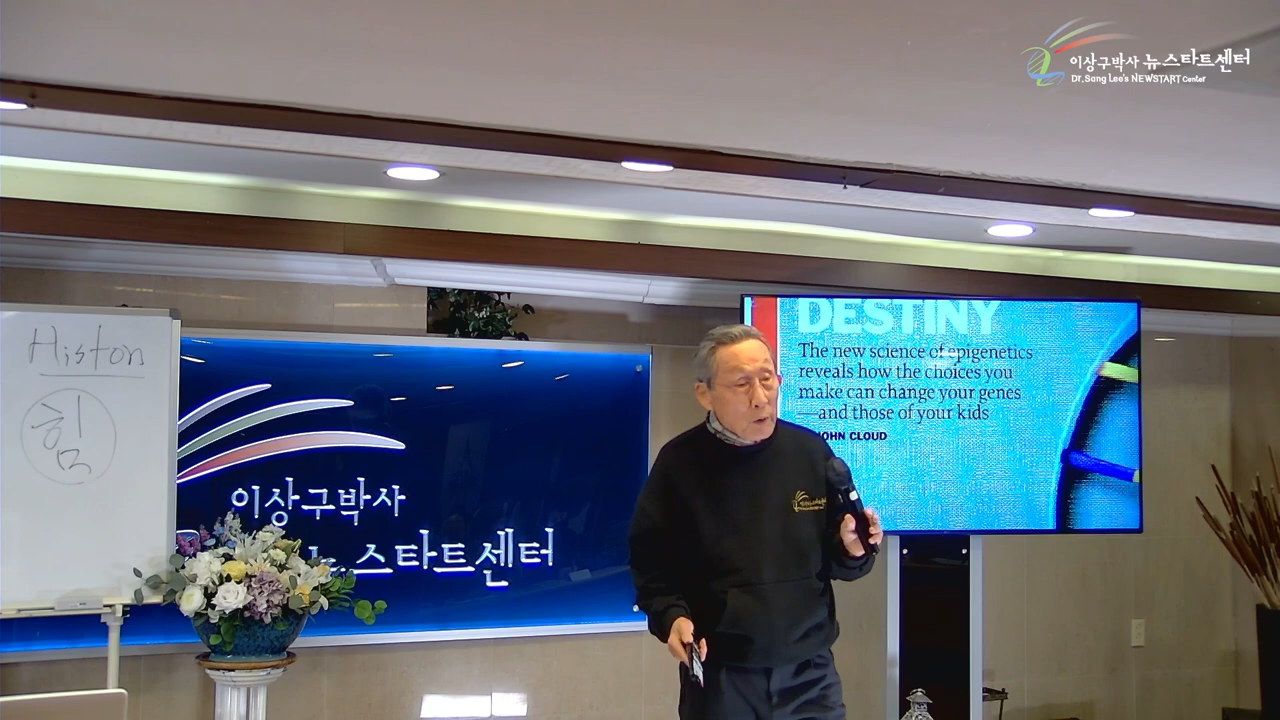 이상구박사 뉴스타트센터
Dr. Sang Lee's NEWSTART Center
Histon
힘
이상구박사
뉴스타트센터
DESTINY
The new science of epigenetics
reveals how the choices you
make can change your genes
—and those of your kids
JOHN CLOUD